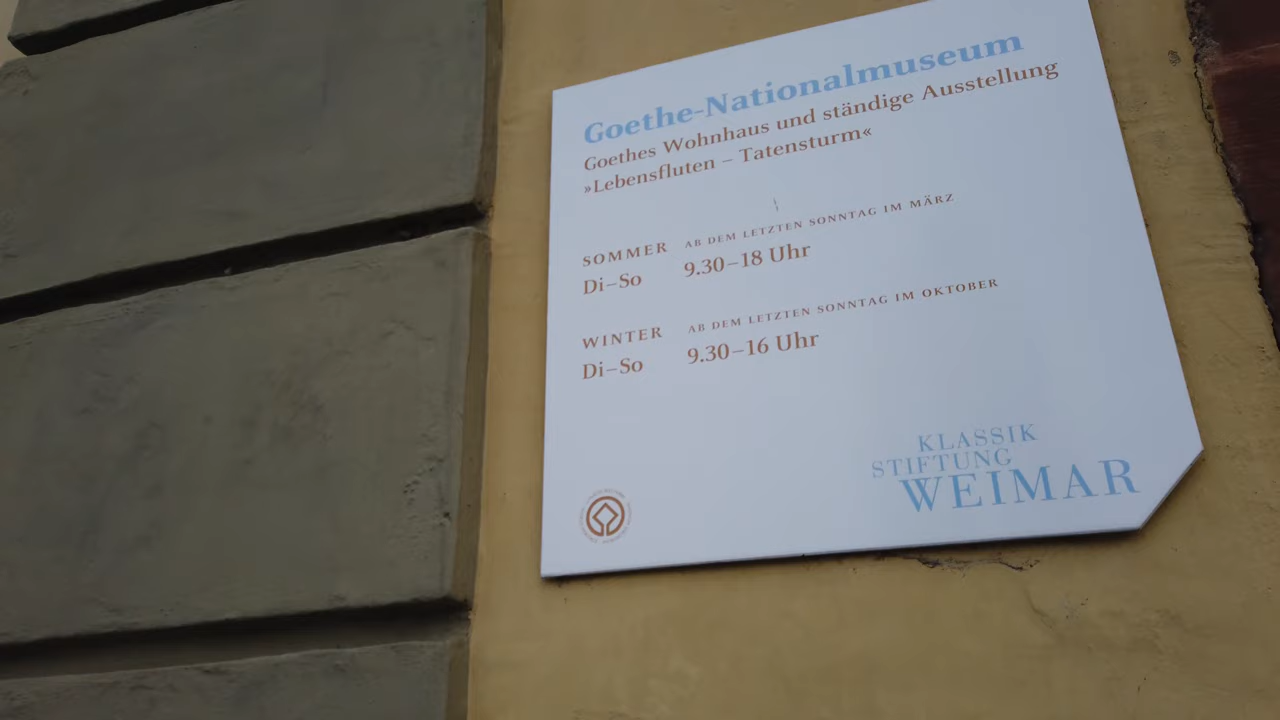 Goethe-Nationalmuseum
Goethes Wohnhaus und ständige Ausstellung
»Lebensfluten – Tatensturm«
SOMMER AB DEM LETZTEN SONNTAG IM MÄRZ
Di–So 9.30–18 Uhr
WINTER AB DEM LETZTEN SONNTAG IM OKTOBER
Di–So 9.30–16 Uhr
KLASSIK
STIFTUNG
WEIMAR